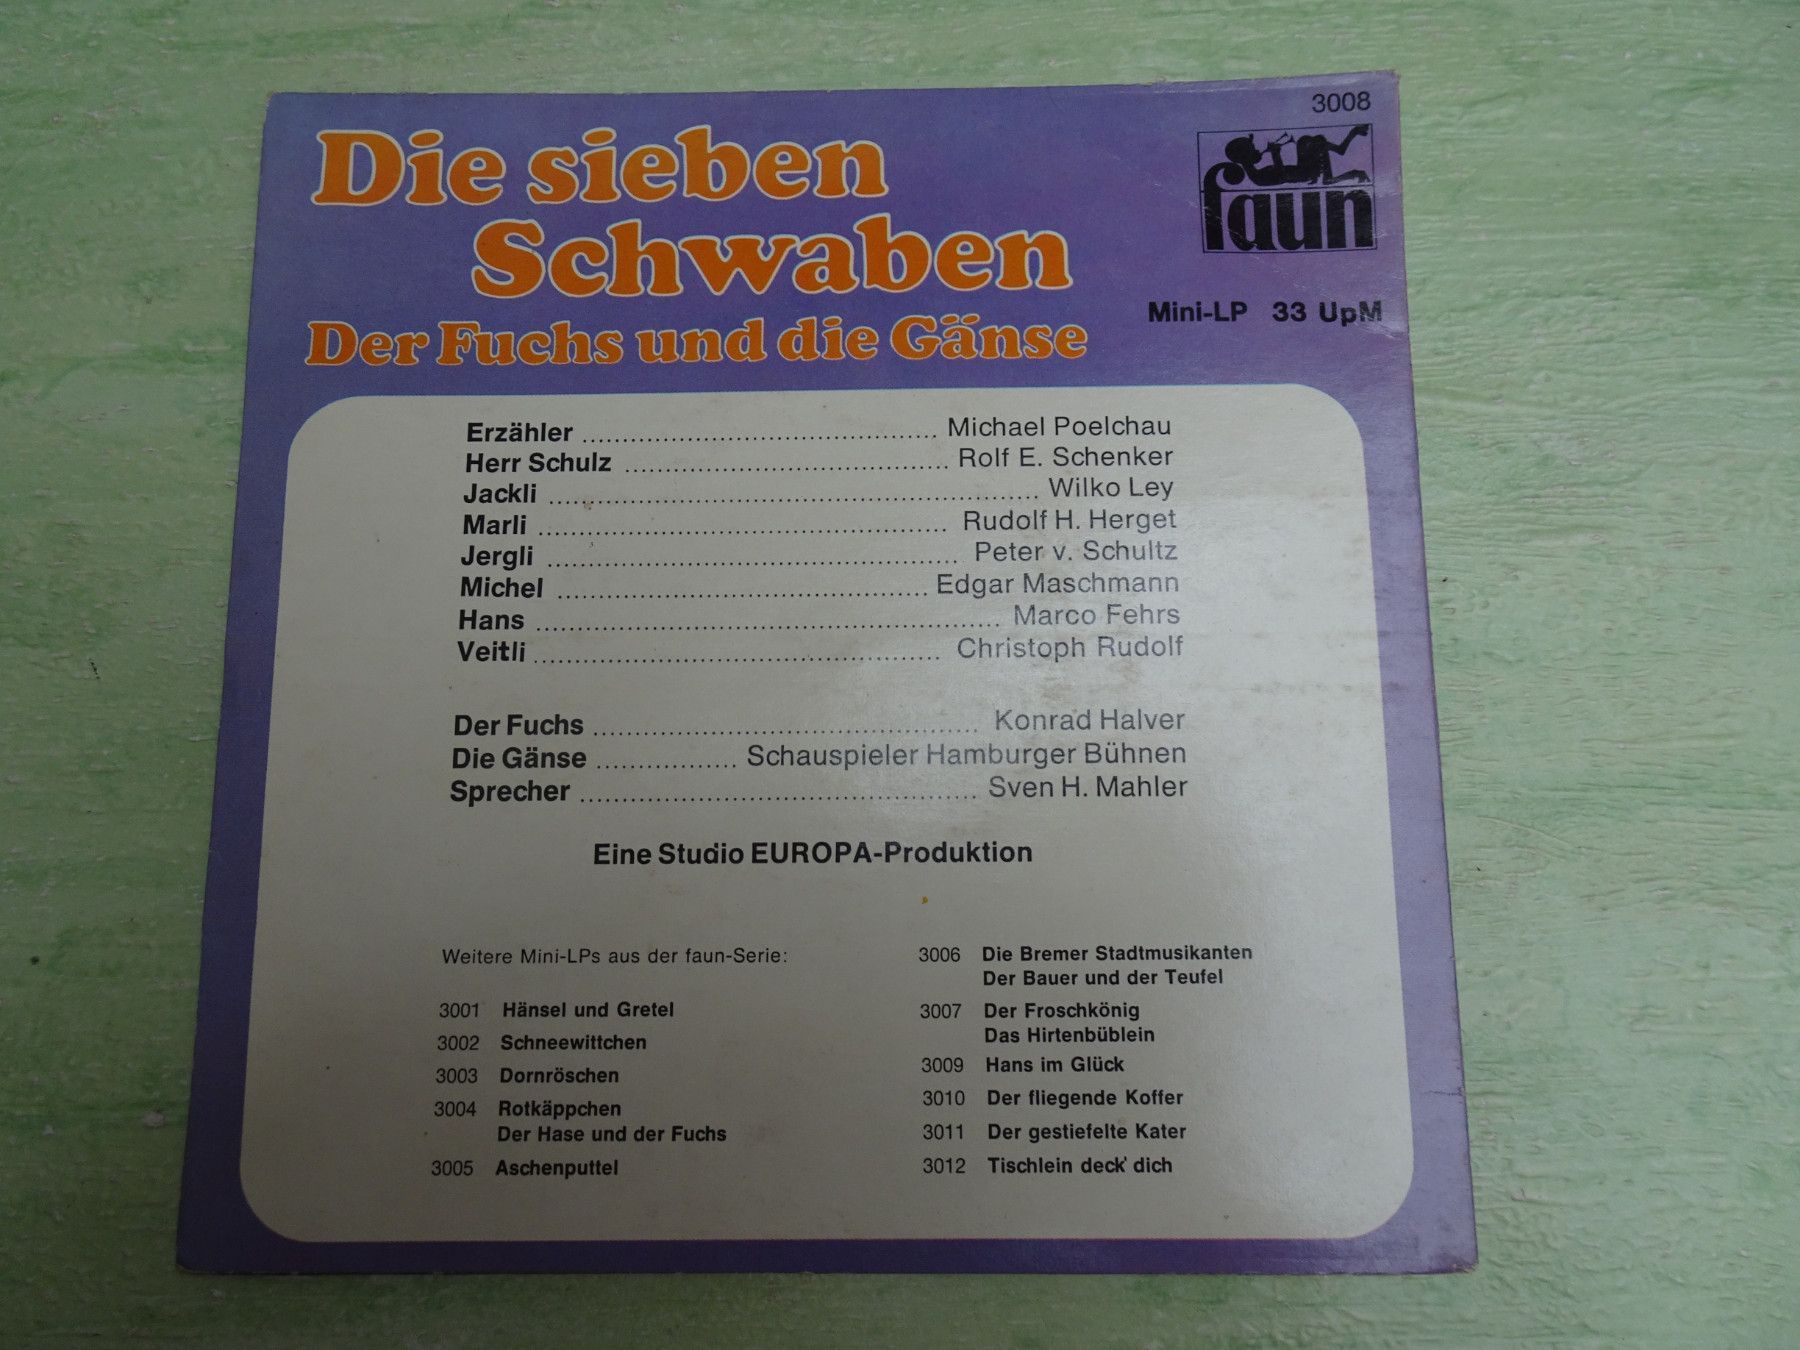 3008
faun
Die sieben
Schwaben
Der Fuchs und die Gänse
Mini-LP 33 UpM
Erzähler ........................................... Michael Poelchau
Herr Schulz ....................................... Rolf E. Schenker
Jackli ........................................................... Wilko Ley
Marli ................................................. Rudolf H. Herget
Jergli .................................................. Peter v. Schultz
Michel ............................................. Edgar Maschmann
Hans ........................................................ Marco Fehrs
Veitli ................................................. Christoph Rudolf
Der Fuchs .............................................. Konrad Halver
Die Gänse ................. Schauspieler Hamburger Bühnen
Sprecher ................................................ Sven H. Mahler
Eine Studio EUROPA-Produktion
Weitere Mini-LPs aus der faun-Serie:
3001 Hänsel und Gretel
3002 Schneewittchen
3003 Dornröschen
3004 Rotkäppchen
Der Hase und der Fuchs
3005 Aschenputtel
3006 Die Bremer Stadtmusikanten
Der Bauer und der Teufel
3007 Der Froschkönig
Das Hirtenbüblein
3009 Hans im Glück
3010 Der fliegende Koffer
3011 Der gestiefelte Kater
3012 Tischlein deck' dich